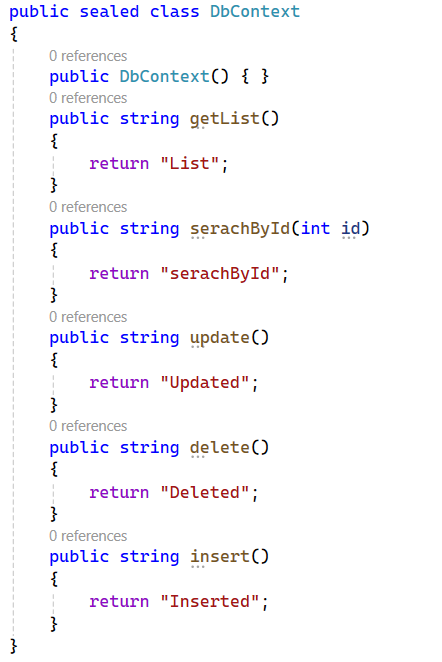 public sealed class DbContext
{
0 references
public DbContext() { }
0 references
public string getList()
{
return "List";
}
0 references
public string serachById(int id)
{
return "serachById";
}
0 references
public string update()
{
return "Updated";
}
0 references
public string delete()
{
return "Deleted";
}
0 references
public string insert()
{
return "Inserted";
}
}